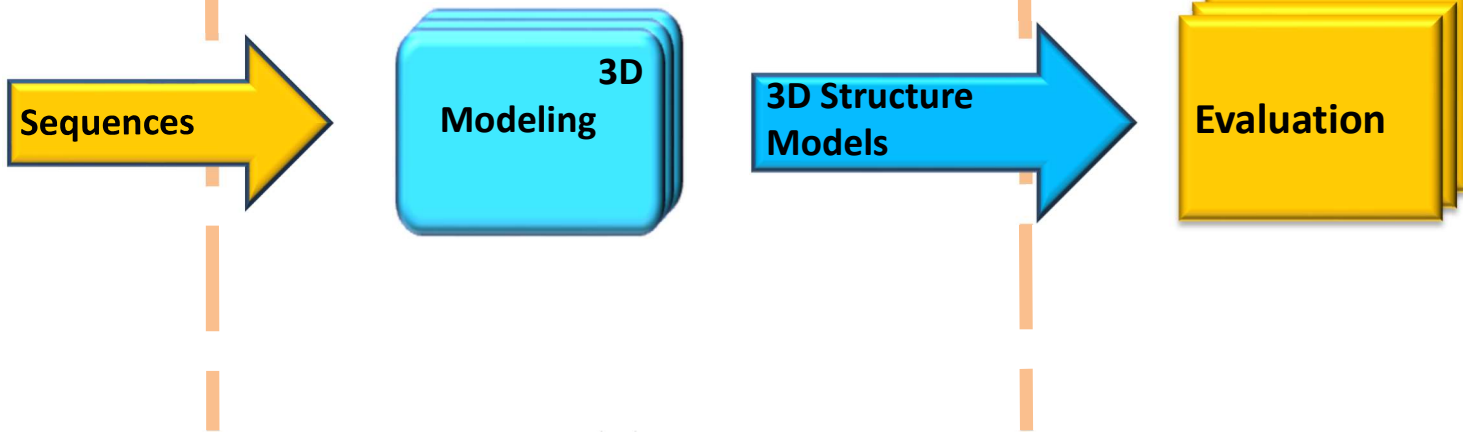 Sequences
3D
Modeling
3D Structure
Models
Evaluation